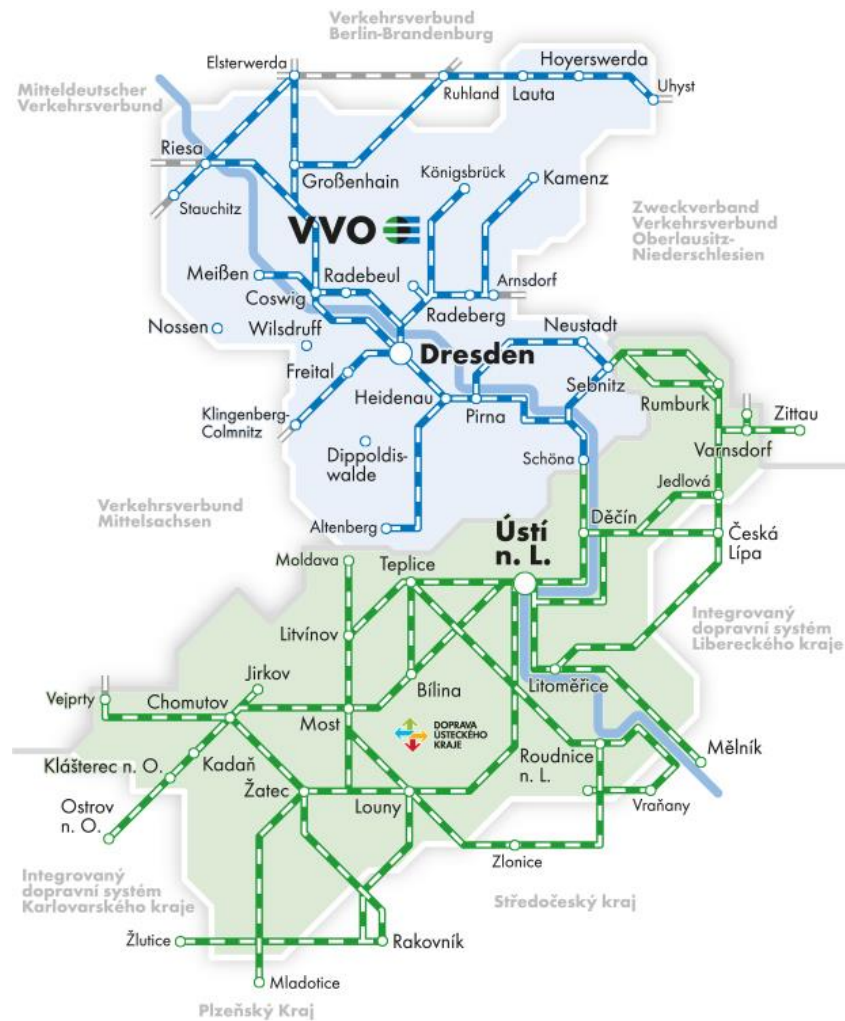 Verkehrsverbund
Berlin-Brandenburg
Elsterwerda
Hoyerswerda
Mitteldeutscher
Verkehrsverbund
Ruhland
Lauta
Uhyst
Riesa
Großenhain
Königsbrück
Kamenz
Stauchitz
VVO
Zweckverband
Verkehrsverbund
Oberlausitz-
Niederschlesien
Meißen
Radebeul
Arnsdorf
Coswig
Radeberg
Nossen
Wilsdruff
Neustadt
Dresden
Freital
Sebnitz
Heidenau
Pirna
Rumburk
Zittau
Klingenberg-
Colmnitz
Varnsdorf
Dippoldis-
walde
Schöna
Jedlová
Verkehrsverbund
Mittelsachsen
Altenberg
Děčín
Ústí
n. L.
Česká
Lípa
Moldava
Teplice
Integrovaný
dopravní systém
Libereckého kraje
Litvínov
Jirkov
Bílina
Litoměřice
Vejprty
Chomutov
Most
DOPRAVA
ÚSTECKÉHO
KRAJE
Roudnice
n. L.
Mělník
Klášterec n. O.
Kadaň
Žatec
Louny
Vraňany
Ostrov
n. O.
Zlonice
Integrovaný
dopravní systém
Karlovarského kraje
Středočeský kraj
Žlutice
Rakovník
Mladotice
Plzeňský Kraj